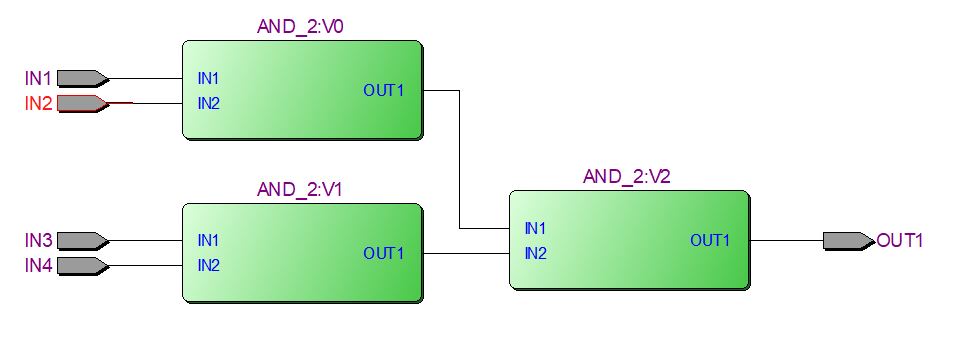 AND_2:V0
IN1
IN1
OUT1
IN2
IN2
AND_2:V1
IN3
IN1
OUT1
IN4
IN2
AND_2:V2
IN1
IN2
OUT1
OUT1